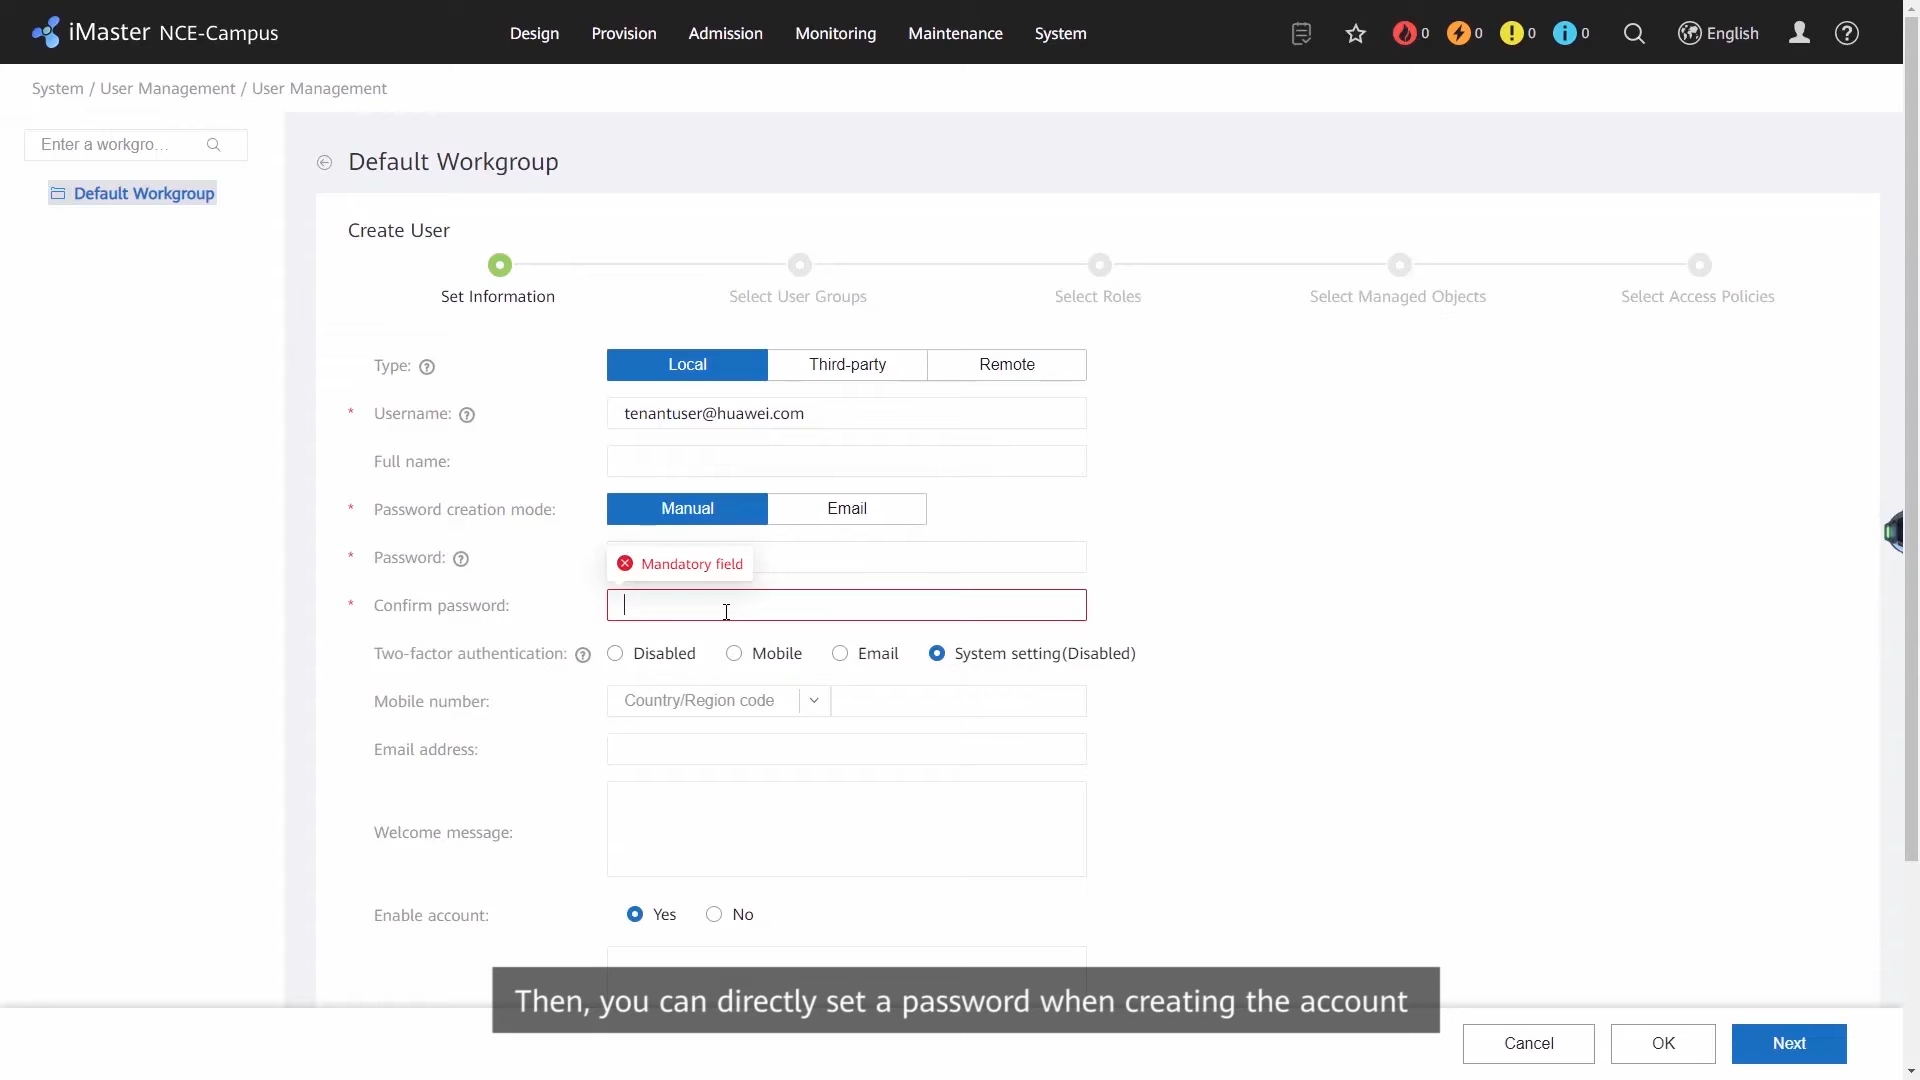 iMaster NCE-Campus
Design Provision Admission Monitoring Maintenance System
0 0 0 0 English
System / User Management / User Management
Enter a workgro...
Default Workgroup
Default Workgroup
Create User
Set Information Select User Groups Select Roles Select Managed Objects Select Access Policies
Type: Local Third-party Remote
* Username: tenantuser@huawei.com
Full name:
* Password creation mode: Manual Email
* Password: Mandatory field
* Confirm password:
Two-factor authentication: Disabled Mobile Email System setting(Disabled)
Mobile number: Country/Region code
Email address:
Welcome message:
Enable account: Yes No
Then, you can directly set a password when creating the account
Cancel OK Next